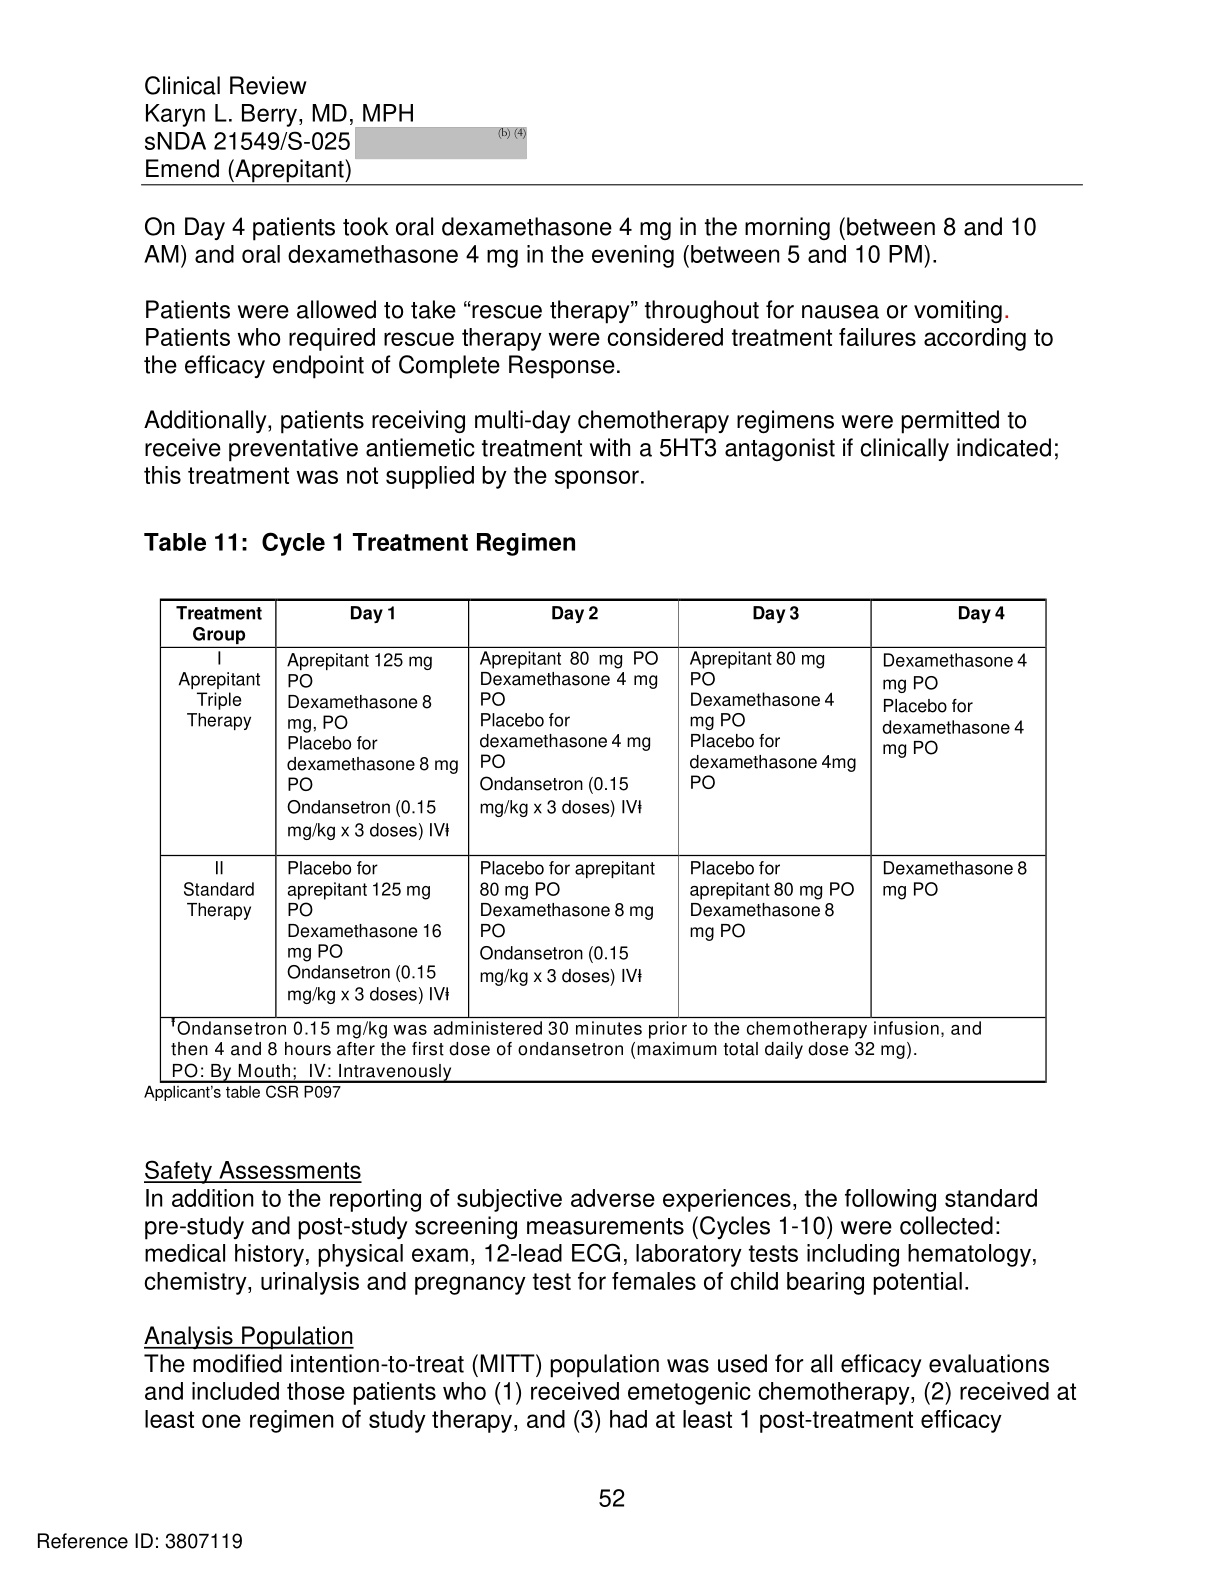 Clinical Review
Karyn L. Berry, MD, MPH
sNDA 21549/S-025 (b) (4)
Emend (Aprepitant)
On Day 4 patients took oral dexamethasone 4 mg in the morning (between 8 and 10
AM) and oral dexamethasone 4 mg in the evening (between 5 and 10 PM).
Patients were allowed to take “rescue therapy” throughout for nausea or vomiting.
Patients who required rescue therapy were considered treatment failures according to
the efficacy endpoint of Complete Response.
Additionally, patients receiving multi-day chemotherapy regimens were permitted to
receive preventative antiemetic treatment with a 5HT3 antagonist if clinically indicated;
this treatment was not supplied by the sponsor.
Table 11: Cycle 1 Treatment Regimen
Treatment
Group
Day 1
Day 2
Day 3
Day 4
I
Aprepitant
Triple
Therapy
Aprepitant 125 mg
PO
Dexamethasone 8
mg, PO
Placebo for
dexamethasone 8 mg
PO
Ondansetron (0.15
mg/kg x 3 doses) IVƗ
Aprepitant 80 mg PO
Dexamethasone 4 mg
PO
Placebo for
dexamethasone 4 mg
PO
Ondansetron (0.15
mg/kg x 3 doses) IVƗ
Aprepitant 80 mg
PO
Dexamethasone 4
mg PO
Placebo for
dexamethasone 4mg
PO
Dexamethasone 4
mg PO
Placebo for
dexamethasone 4
mg PO
II
Standard
Therapy
Placebo for
aprepitant 125 mg
PO
Dexamethasone 16
mg PO
Ondansetron (0.15
mg/kg x 3 doses) IVƗ
Placebo for aprepitant
80 mg PO
Dexamethasone 8 mg
PO
Ondansetron (0.15
mg/kg x 3 doses) IVƗ
Placebo for
aprepitant 80 mg PO
Dexamethasone 8
mg PO
Dexamethasone 8
mg PO
ƗOndansetron 0.15 mg/kg was administered 30 minutes prior to the chemotherapy infusion, and
then 4 and 8 hours after the first dose of ondansetron (maximum total daily dose 32 mg).
PO: By Mouth; IV: Intravenously
Applicant’s table CSR P097
Safety Assessments
In addition to the reporting of subjective adverse experiences, the following standard
pre-study and post-study screening measurements (Cycles 1-10) were collected:
medical history, physical exam, 12-lead ECG, laboratory tests including hematology,
chemistry, urinalysis and pregnancy test for females of child bearing potential.
Analysis Population
The modified intention-to-treat (MITT) population was used for all efficacy evaluations
and included those patients who (1) received emetogenic chemotherapy, (2) received at
least one regimen of study therapy, and (3) had at least 1 post-treatment efficacy
52
Reference ID: 3807119